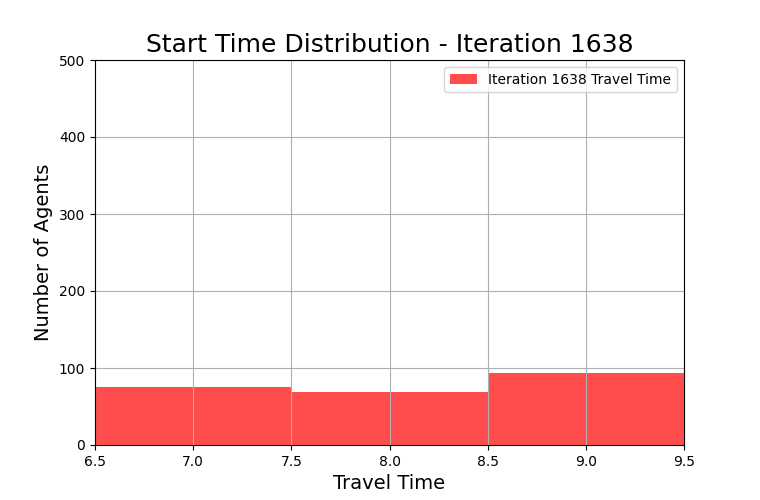 Start Time Distribution - Iteration 1638
Iteration 1638 Travel Time
Number of Agents
500
400
300
200
100
0
6.5 7.0 7.5 8.0 8.5 9.0 9.5
Travel Time